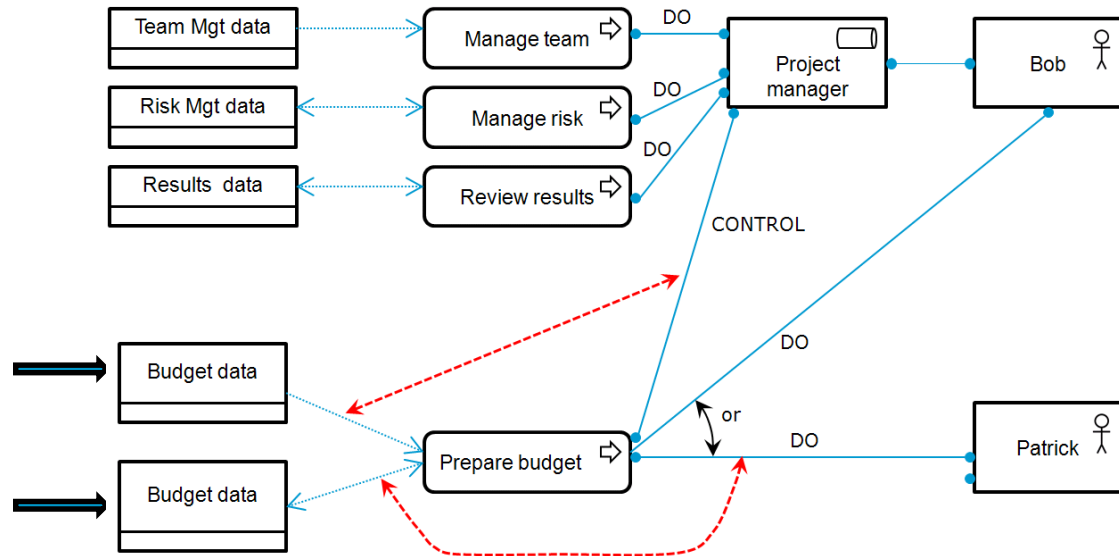 Team Mgt data
Manage team
DO
Project
manager
Bob
Risk Mgt data
Manage risk
DO
Results  data
Review results
DO
CONTROL
DO
Budget data
or
DO
Prepare budget
Patrick
Budget data